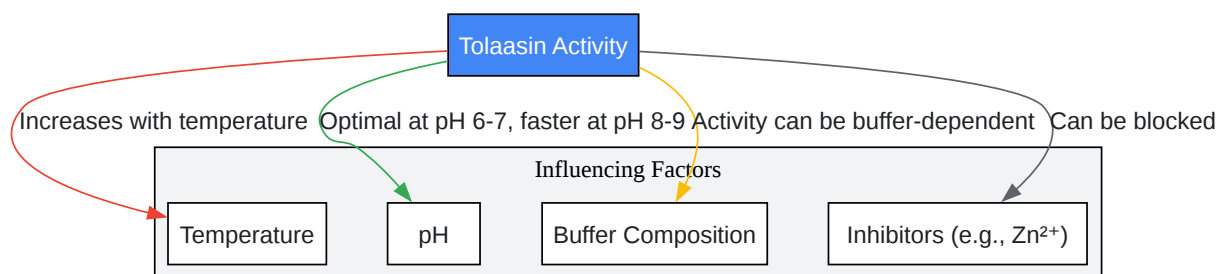 Tolaasin Activity
Increases with temperature
Optimal at pH 6-7, faster at pH 8-9
Activity can be buffer-dependent
Can be blocked
Influencing Factors
Temperature
pH
Buffer Composition
Inhibitors (e.g., Zn²⁺)